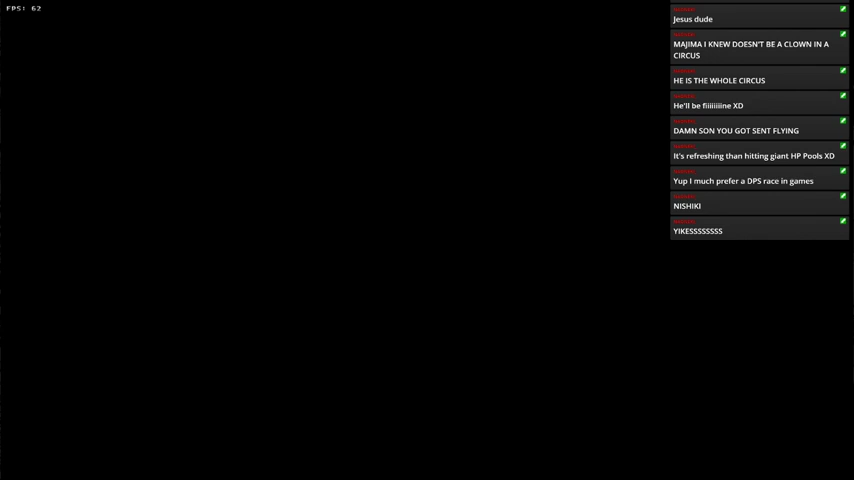 FPS: 62
Jesus dude
MAJIMA I KNEW DOESN'T BE A CLOWN IN A
CIRCUS
HE IS THE WHOLE CIRCUS
He'll be fiiiiiiiine XD
DAMN SON YOU GOT SENT FLYING
It's refreshing than hitting giant HP Pools XD
Yup I much prefer a DPS race in games
NISHIKI
YIKESSSSSSSS